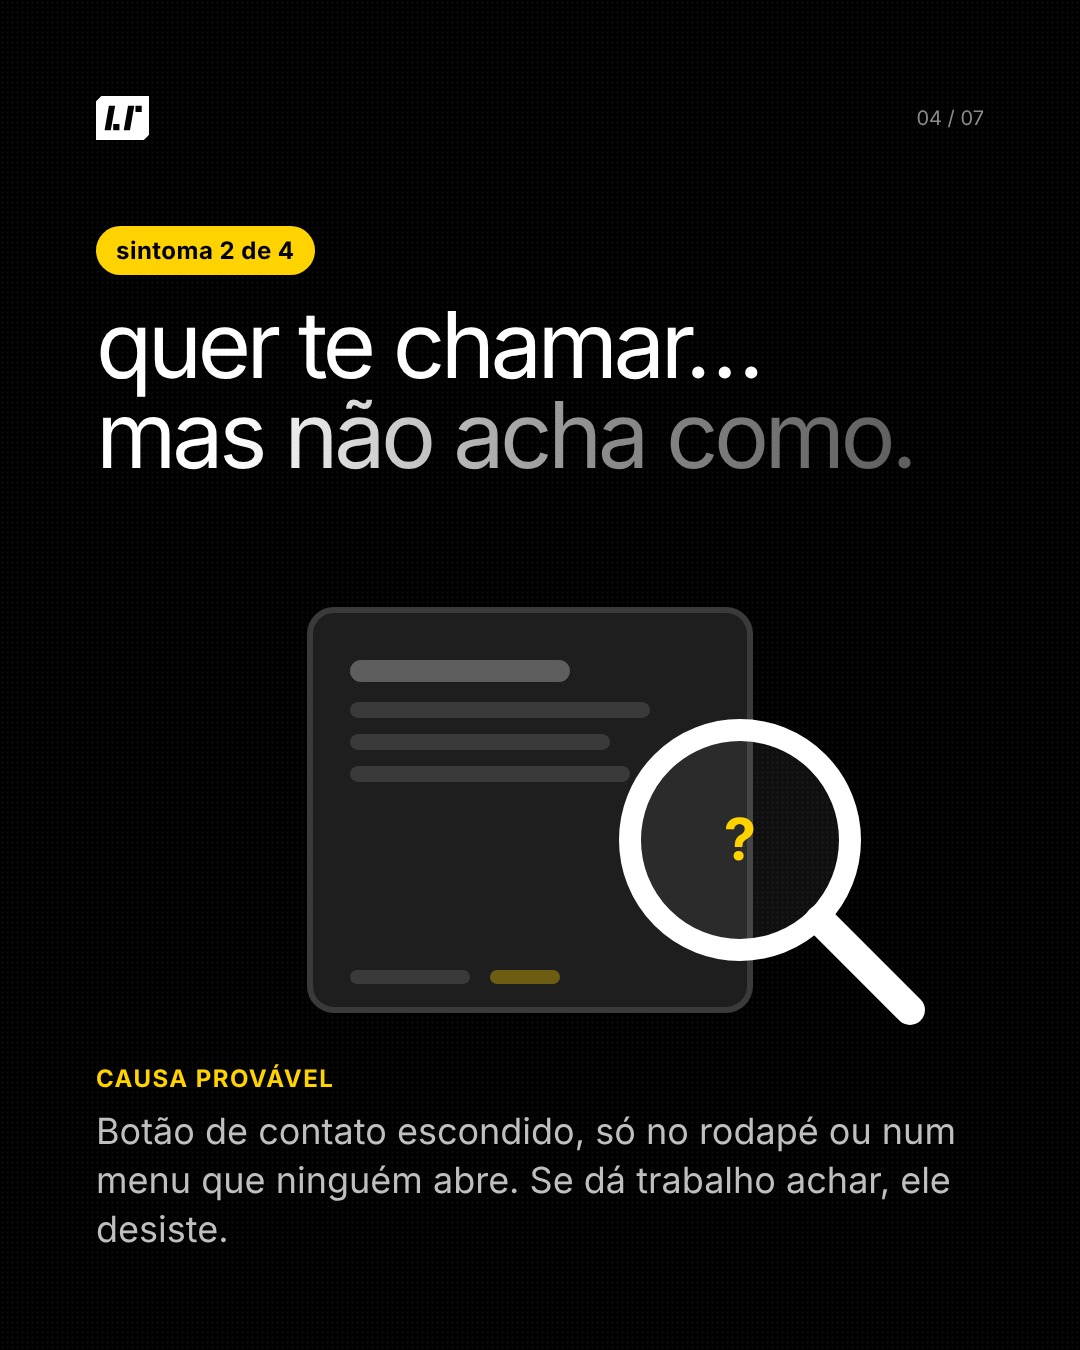 LR
04 / 07
sintoma 2 de 4
quer te chamar...
mas não acha como.
?
CAUSA PROVÁVEL
Botão de contato escondido, só no rodapé ou num
menu que ninguém abre. Se dá trabalho achar, ele
desiste.